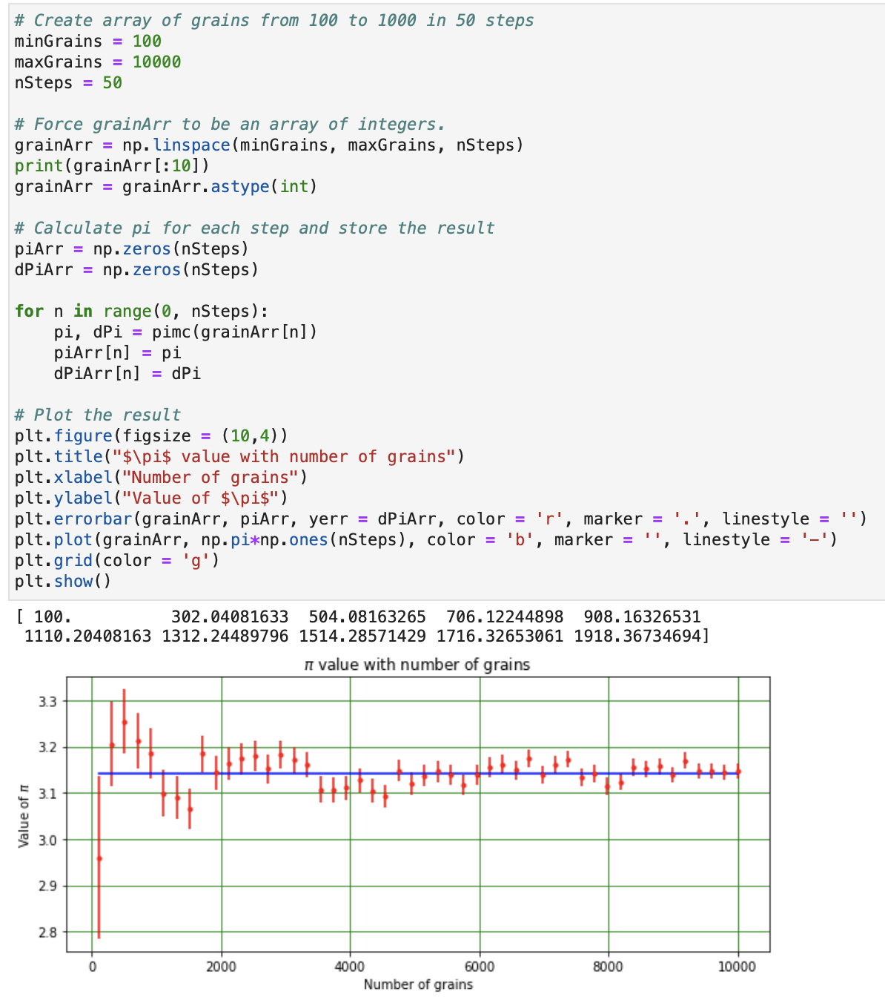 # Create array of grains from 100 to 1000 in 50 steps
minGrains = 100
maxGrains = 10000
nSteps = 50
# Force grainArr to be an array of integers.
grainArr = np.linspace(minGrains, maxGrains, nSteps)
print(grainArr[:10])
grainArr = grainArr.astype(int)
# Calculate pi for each step and store the result
piArr = np.zeros(nSteps)
dPiArr = np.zeros(nSteps)
for n in range(0, nSteps):
    pi, dPi = pimc(grainArr[n])
    piArr[n] = pi
    dPiArr[n] = dPi
# Plot the result
plt.figure(figsize = (10,4))
plt.title("$\pi$ value with number of grains")
plt.xlabel("Number of grains")
plt.ylabel("Value of $\pi$")
plt.errorbar(grainArr, piArr, yerr = dPiArr, color = 'r', marker = '.', linestyle = '')
plt.plot(grainArr, np.pi*np.ones(nSteps), color = 'b', marker = '', linestyle = '-')
plt.grid(color = 'g')
plt.show()
[ 100.          302.04081633  504.08163265  706.12244898  908.16326531
 1110.20408163 1312.24489796 1514.28571429 1716.32653061 1918.36734694]
π value with number of grains
3.3
3.2
3.1
3.0
2.9
2.8
Value of π
0 2000 4000 6000 8000 10000
Number of grains